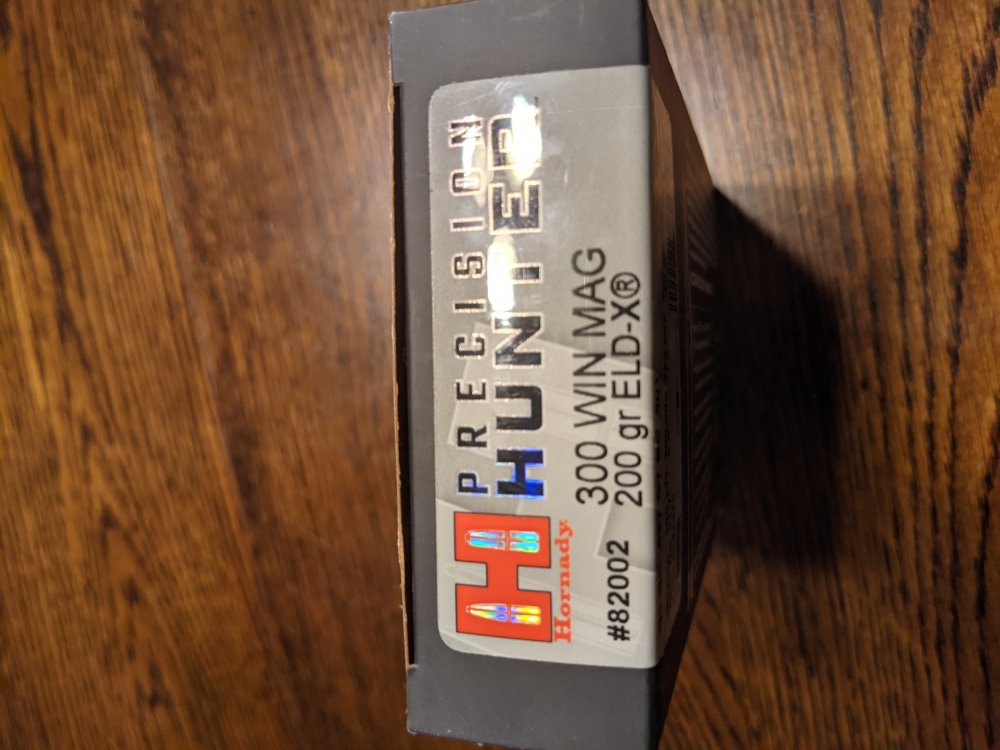 PRECISION
HUNTER
Hornady
300 WIN MAG
#82002
200 gr ELD-X®